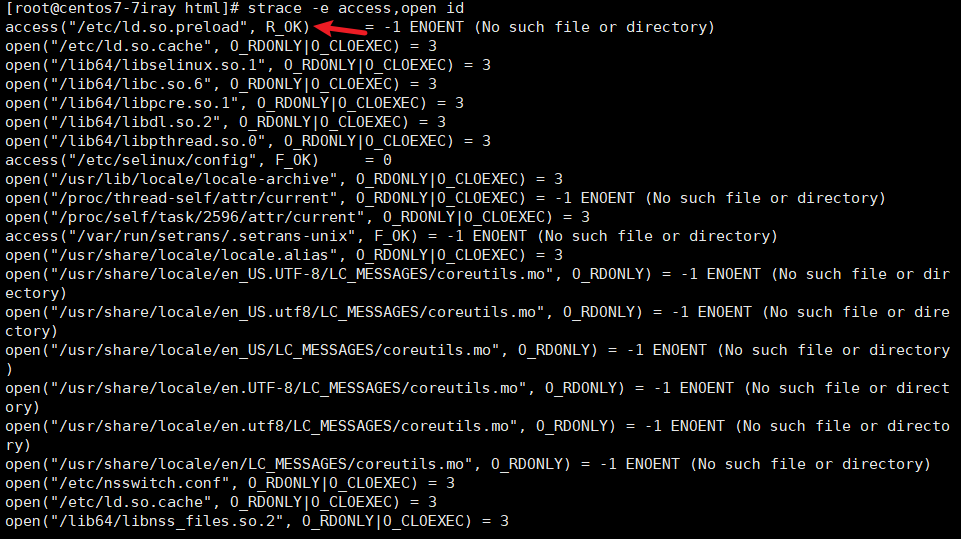 [root@centos7-7iray html]# strace -e access,open id
access("/etc/ld.so.preload", R_OK)      = -1 ENOENT (No such file or directory)
open("/etc/ld.so.cache", O_RDONLY|O_CLOEXEC) = 3
open("/lib64/libselinux.so.1", O_RDONLY|O_CLOEXEC) = 3
open("/lib64/libc.so.6", O_RDONLY|O_CLOEXEC) = 3
open("/lib64/libpcre.so.1", O_RDONLY|O_CLOEXEC) = 3
open("/lib64/libdl.so.2", O_RDONLY|O_CLOEXEC) = 3
open("/lib64/libpthread.so.0", O_RDONLY|O_CLOEXEC) = 3
access("/etc/selinux/config", F_OK)     = 0
open("/usr/lib/locale/locale-archive", O_RDONLY|O_CLOEXEC) = 3
open("/proc/thread-self/attr/current", O_RDONLY|O_CLOEXEC) = -1 ENOENT (No such file or directory)
open("/proc/self/task/2596/attr/current", O_RDONLY|O_CLOEXEC) = 3
access("/var/run/setrans/.setrans-unix", F_OK) = -1 ENOENT (No such file or directory)
open("/usr/share/locale/locale.alias", O_RDONLY|O_CLOEXEC) = 3
open("/usr/share/locale/en_US.UTF-8/LC_MESSAGES/coreutils.mo", O_RDONLY) = -1 ENOENT (No such file or dir
ectory)
open("/usr/share/locale/en_US.utf8/LC_MESSAGES/coreutils.mo", O_RDONLY) = -1 ENOENT (No such file or dire
ctory)
open("/usr/share/locale/en_US/LC_MESSAGES/coreutils.mo", O_RDONLY) = -1 ENOENT (No such file or directory
)
open("/usr/share/locale/en.UTF-8/LC_MESSAGES/coreutils.mo", O_RDONLY) = -1 ENOENT (No such file or direct
ory)
open("/usr/share/locale/en.utf8/LC_MESSAGES/coreutils.mo", O_RDONLY) = -1 ENOENT (No such file or directo
ry)
open("/usr/share/locale/en/LC_MESSAGES/coreutils.mo", O_RDONLY) = -1 ENOENT (No such file or directory)
open("/etc/nsswitch.conf", O_RDONLY|O_CLOEXEC) = 3
open("/etc/ld.so.cache", O_RDONLY|O_CLOEXEC) = 3
open("/lib64/libnss_files.so.2", O_RDONLY|O_CLOEXEC) = 3